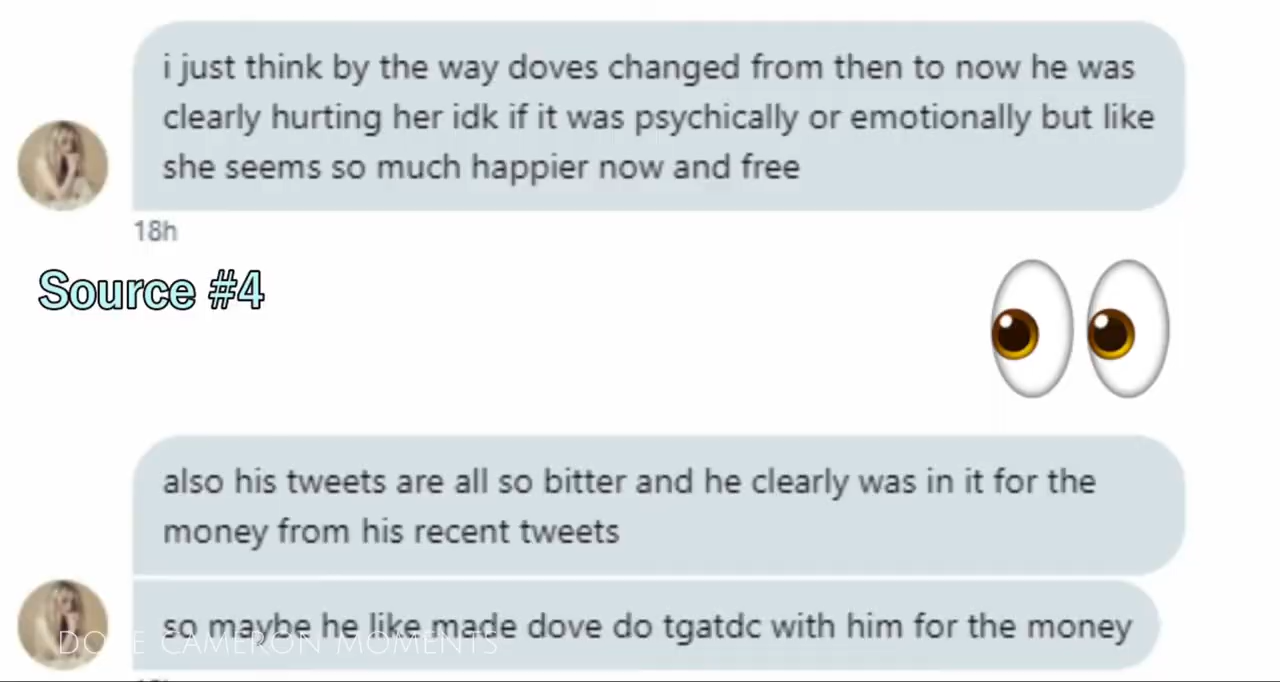 i just think by the way doves changed from then to now he was
clearly hurting her idk if it was psychically or emotionally but like
she seems so much happier now and free
18h
Source #4
also his tweets are all so bitter and he clearly was in it for the
money from his recent tweets
so maybe he like made dove do tgatdc with him for the money
DOVE CAMERON MOMENTS